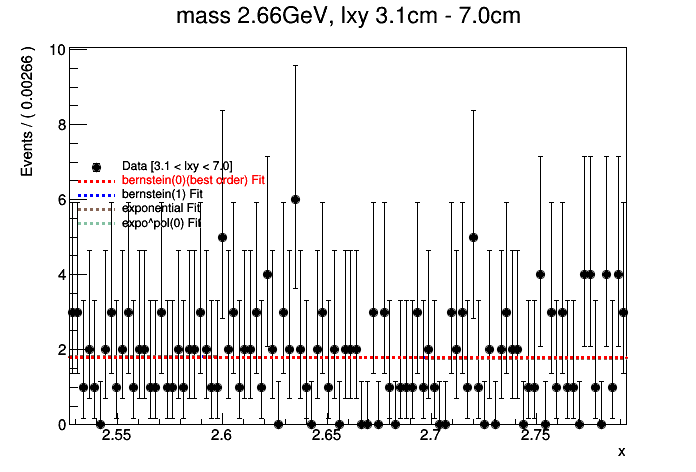 mass 2.66GeV, lxy 3.1cm - 7.0cm
Events / ( 0.00266 )
10
8
6
4
2
0
Data [3.1 < lxy < 7.0]
bernstein(0)(best order) Fit
bernstein(1) Fit
exponential Fit
expo^pol(0) Fit
2.55
2.6
2.65
2.7
2.75
x